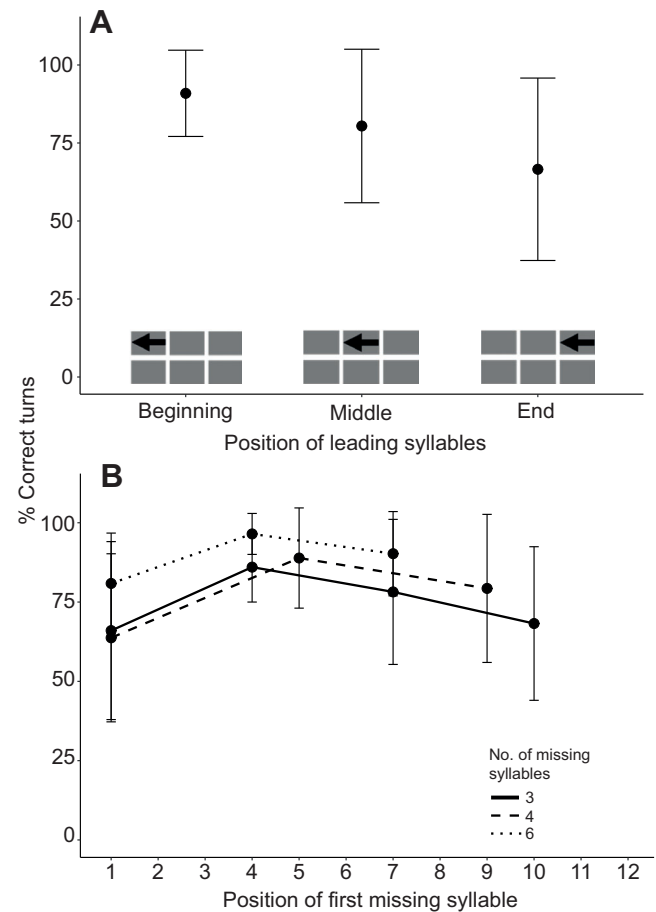 A
100
75
50
25
0
Beginning Middle End
Position of leading syllables
% Correct turns
B
100
75
50
25
0
No. of missing
syllables
3
4
6
1 2 3 4 5 6 7 8 9 10 11 12
Position of first missing syllable